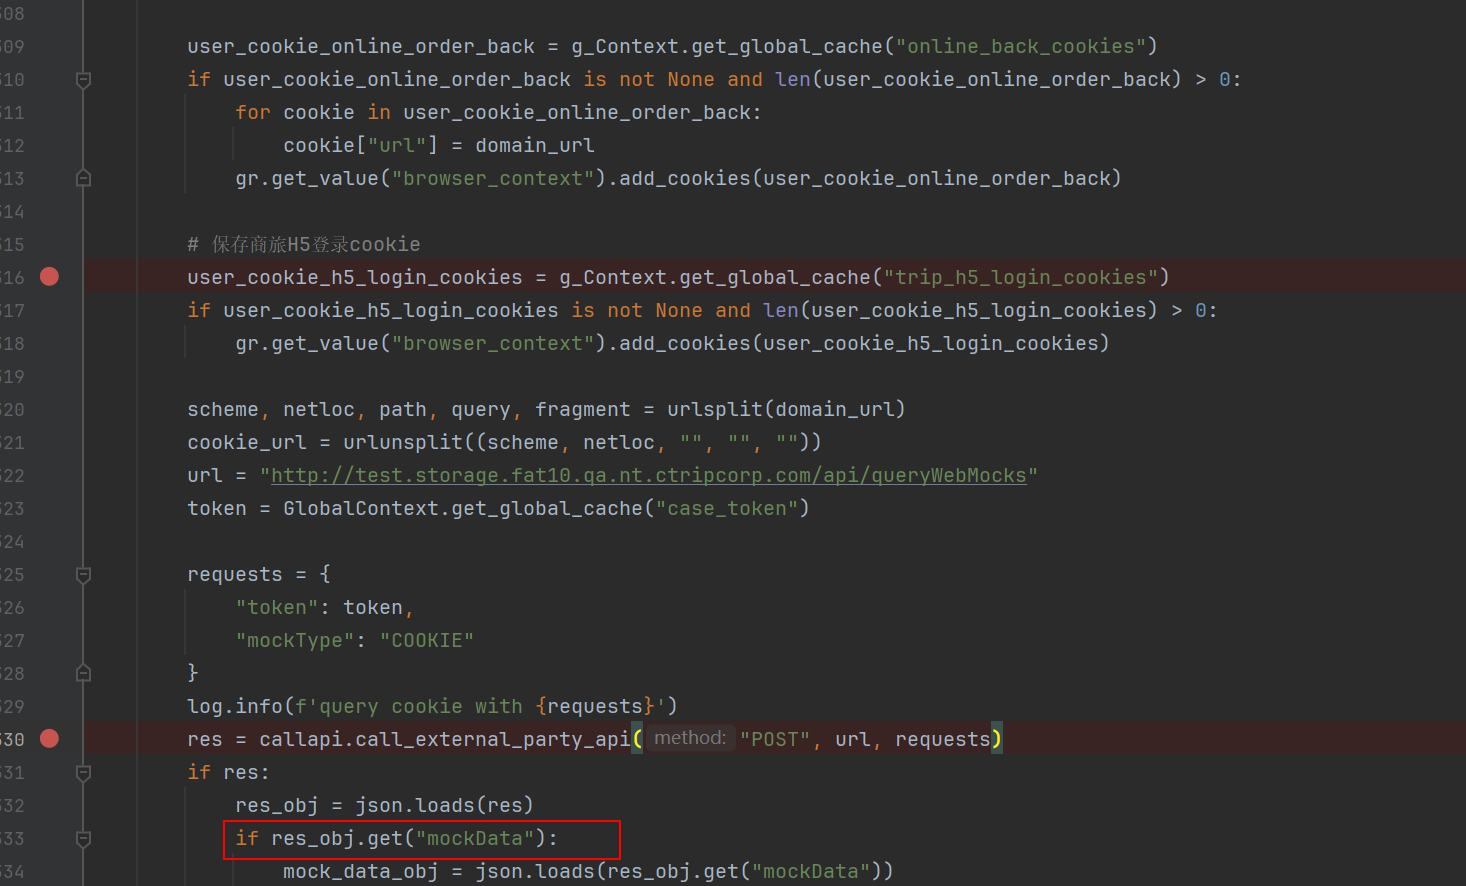 08
09 user_cookie_online_order_back = g_Context.get_global_cache("online_back_cookies")
10 if user_cookie_online_order_back is not None and len(user_cookie_online_order_back) > 0:
11 for cookie in user_cookie_online_order_back:
12 cookie["url"] = domain_url
13 gr.get_value("browser_context").add_cookies(user_cookie_online_order_back)
14
15 # 保存商旅H5登录cookie
16 user_cookie_h5_login_cookies = g_Context.get_global_cache("trip_h5_login_cookies")
17 if user_cookie_h5_login_cookies is not None and len(user_cookie_h5_login_cookies) > 0:
18 gr.get_value("browser_context").add_cookies(user_cookie_h5_login_cookies)
19
20 scheme, netloc, path, query, fragment = urlsplit(domain_url)
21 cookie_url = urlunsplit((scheme, netloc, "", "", ""))
22 url = "http://test.storage.fat10.qa.nt.ctripcorp.com/api/queryWebMocks"
23 token = GlobalContext.get_global_cache("case_token")
24
25 requests = {
26 "token": token,
27 "mockType": "COOKIE"
28 }
29 log.info(f'query cookie with {requests}')
30 res = callapi.call_external_party_api( method: "POST", url, requests)
31 if res:
32 res_obj = json.loads(res)
33 if res_obj.get("mockData"):
34 mock_data_obj = json.loads(res_obj.get("mockData"))